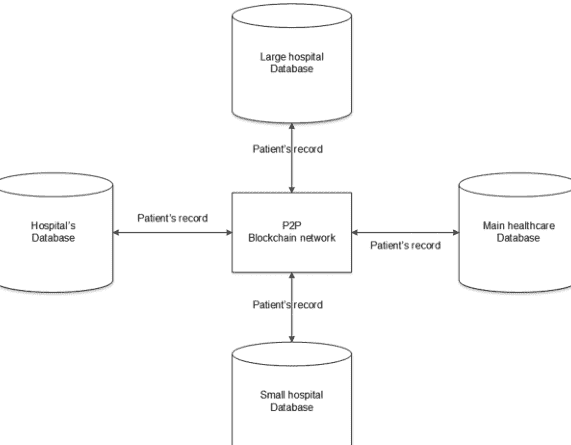 Large hospital
Database
Patient's record
Hospital's
Database
Patient's record
P2P
Blockchain network
Patient's record
Main healthcare
Database
Patient's record
Small hospital
Database